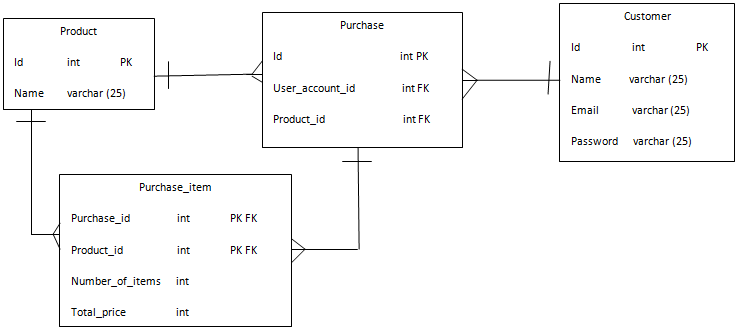 Product
Id int PK
Name varchar (25)
Purchase
Id int PK
User_account_id int FK
Product_id int FK
Customer
Id int PK
Name varchar (25)
Email varchar (25)
Password varchar (25)
Purchase_item
Purchase_id int PK FK
Product_id int PK FK
Number_of_items int
Total_price int